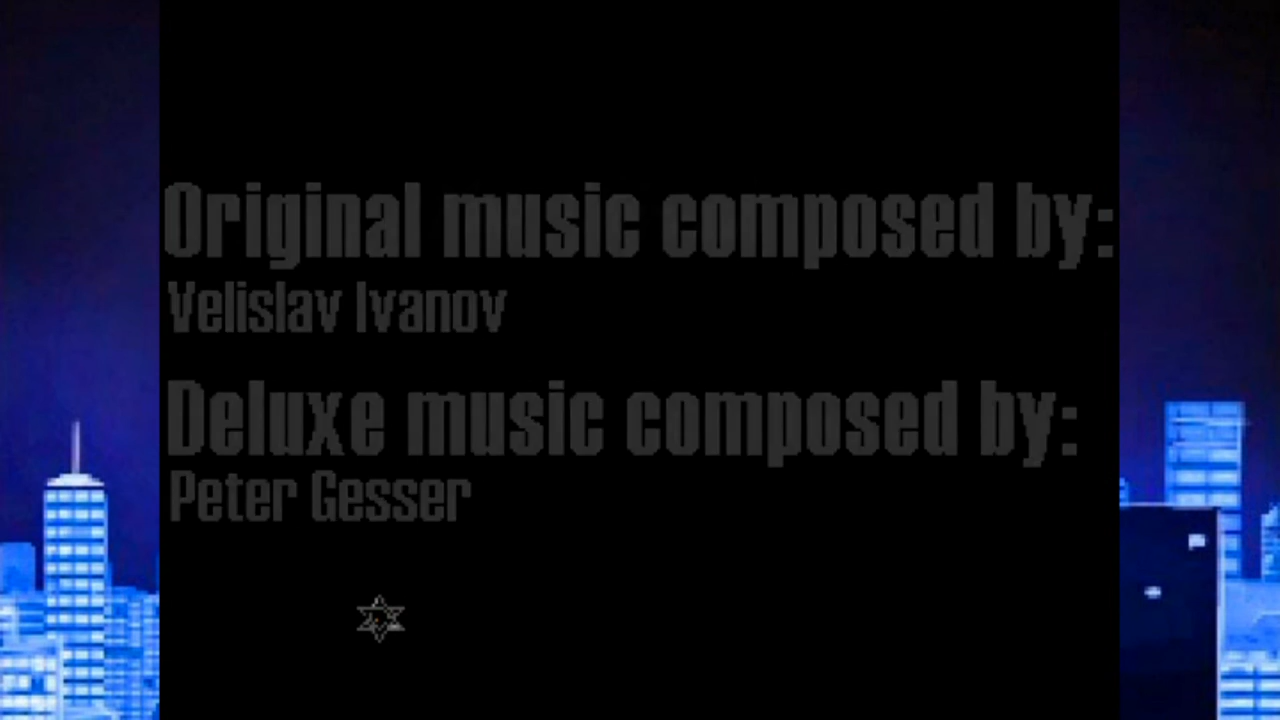 Original music composed by:
Velislav Ivanov
Deluxe music composed by:
Peter Gesser